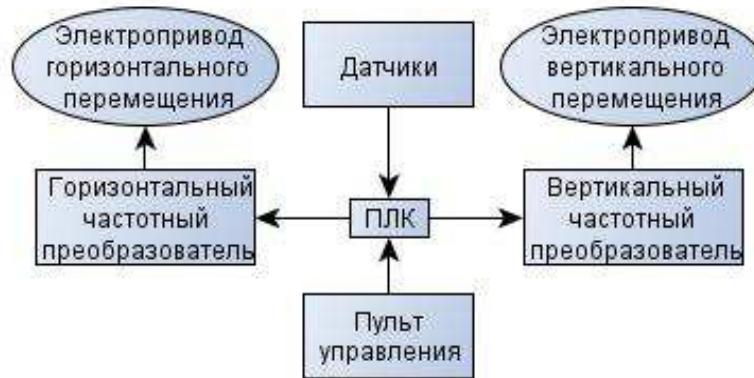 Электропривод
горизонтального
перемещения
Датчики
Электропривод
вертикального
перемещения
Горизонтальный
частотный
преобразователь
ПЛК
Вертикальный
частотный
преобразователь
Пульт
управления